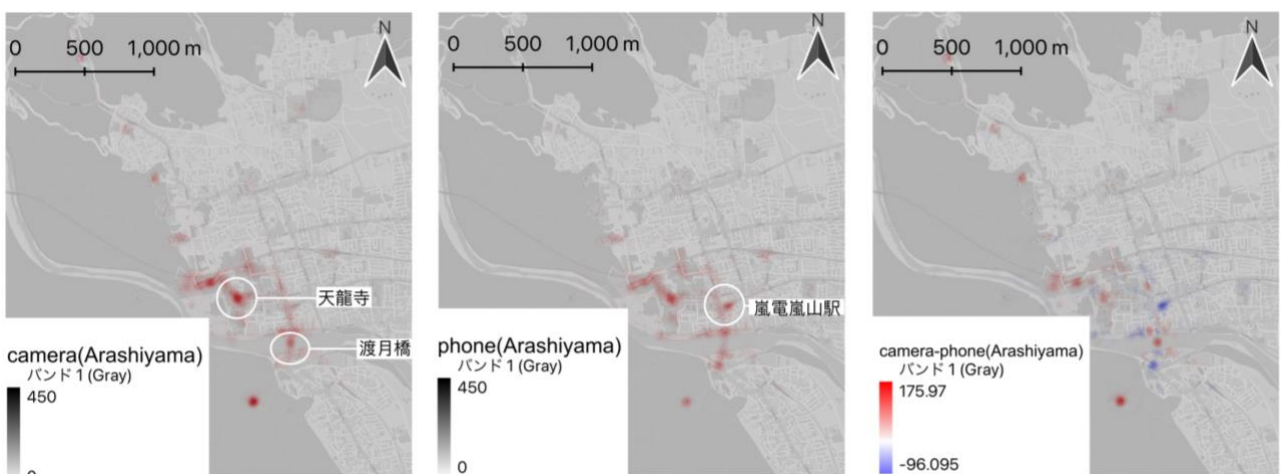 N
0 500 1,000 m
天龍寺
渡月橋
camera(Arashiyama)
バンド 1 (Gray)
450
N
0 500 1,000 m
嵐電嵐山駅
phone(Arashiyama)
バンド 1 (Gray)
450
0
N
0 500 1,000 m
camera-phone(Arashiyama)
バンド 1 (Gray)
175.97
-96.095